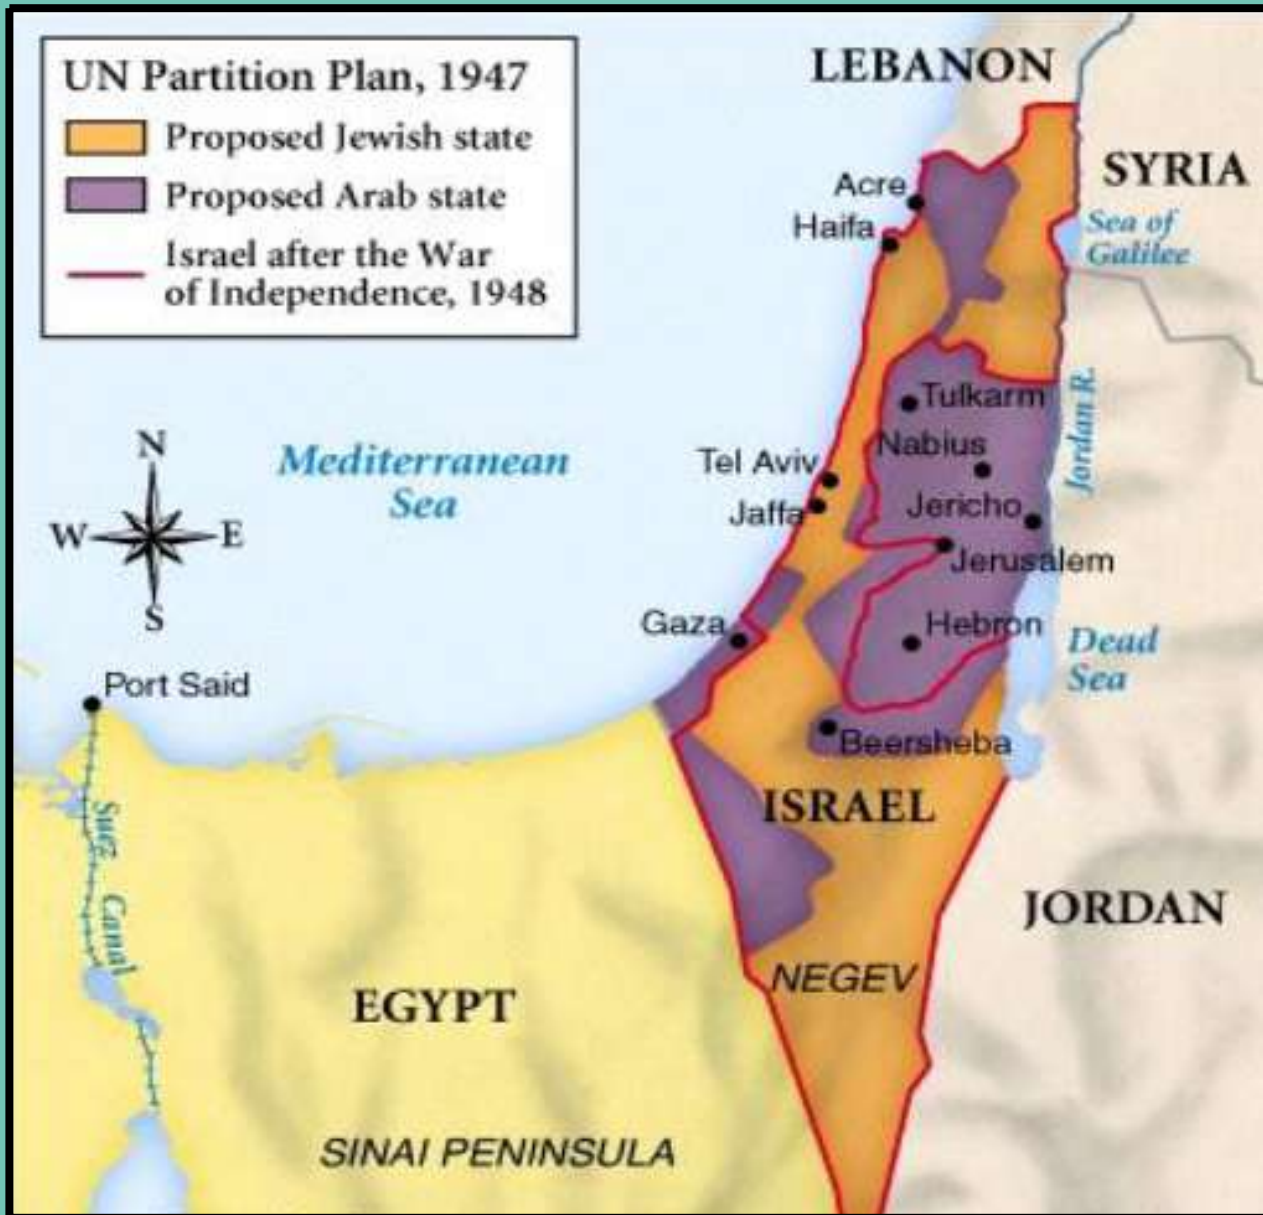 UN Partition Plan, 1947
Proposed Jewish state
Proposed Arab state
Israel after the War
of Independence, 1948
LEBANON
SYRIA
Acre
Haifa
Sea of
Galilee
Tulkarm
Nabius
Jordan R.
Tel Aviv
Jaffa
Jericho
Jerusalem
Mediterranean
Sea
N
W
E
S
Gaza
Hebron
Dead
Sea
Port Said
Beersheba
ISRAEL
Suez Canal
JORDAN
NEGEV
EGYPT
SINAI PENINSULA